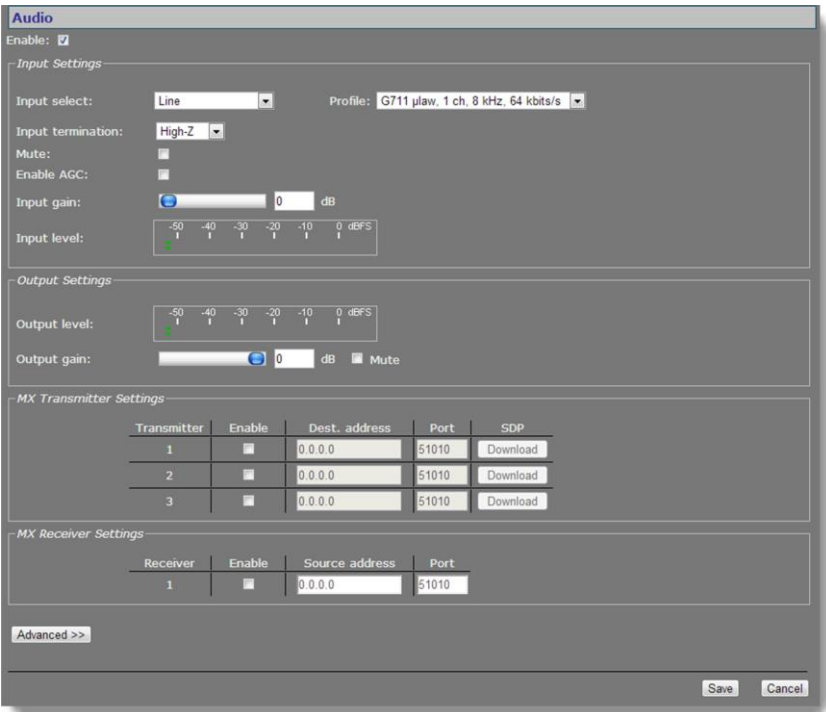 Audio
Enable:
Input Settings
Input select: Line Profile: G711 µlaw, 1 ch, 8 kHz, 64 kbits/s
Input termination: High-Z
Mute:
Enable AGC:
Input gain: 0 dB
-50 -40 -30 -20 -10 0 dBFS
Input level:
Output Settings
-50 -40 -30 -20 -10 0 dBFS
Output level:
Output gain: 0 dB Mute
MX Transmitter Settings
Transmitter Enable Dest. address Port SDP
1 0.0.0.0 51010 Download
2 0.0.0.0 51010 Download
3 0.0.0.0 51010 Download
MX Receiver Settings
Receiver Enable Source address Port
1 0.0.0.0 51010
Advanced >>
Save Cancel